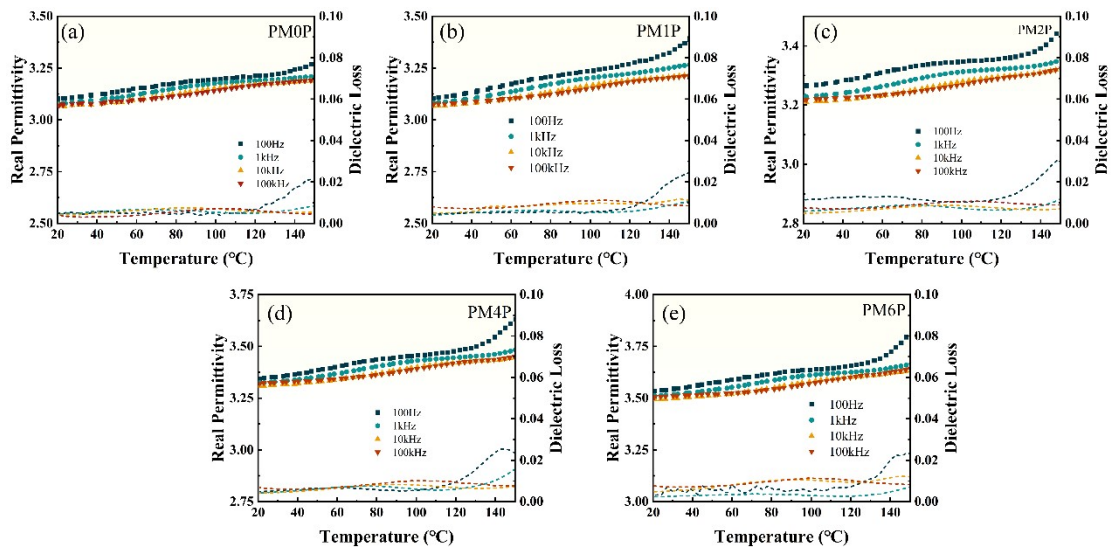 (a) PM0P
Real Permittivity
3.50
3.25
3.00
2.75
2.50
0.10
0.08
0.06
0.04
0.02
0.00
Dielectric Loss
100Hz
1kHz
10kHz
100kHz
20 40 60 80 100 120 140
Temperature (°C)
(b) PM1P
Real Permittivity
3.50
3.25
3.00
2.75
2.50
0.10
0.08
0.06
0.04
0.02
0.00
Dielectric Loss
100Hz
1kHz
10kHz
100kHz
20 40 60 80 100 120 140
Temperature (°C)
(c) PM2P
Real Permittivity
3.4
3.2
3.0
2.8
0.10
0.08
0.06
0.04
0.02
0.00
Dielectric Loss
100Hz
1kHz
10kHz
100kHz
20 40 60 80 100 120 140
Temperature (°C)
(d) PM4P
Real Permittivity
3.75
3.50
3.25
3.00
2.75
0.10
0.08
0.06
0.04
0.02
0.00
Dielectric Loss
100Hz
1kHz
10kHz
100kHz
20 40 60 80 100 120 140
Temperature (°C)
(e) PM6P
Real Permittivity
4.00
3.75
3.50
3.25
3.00
0.10
0.08
0.06
0.04
0.02
0.00
Dielectric Loss
100Hz
1kHz
10kHz
100kHz
20 40 60 80 100 120 140
Temperature (°C)